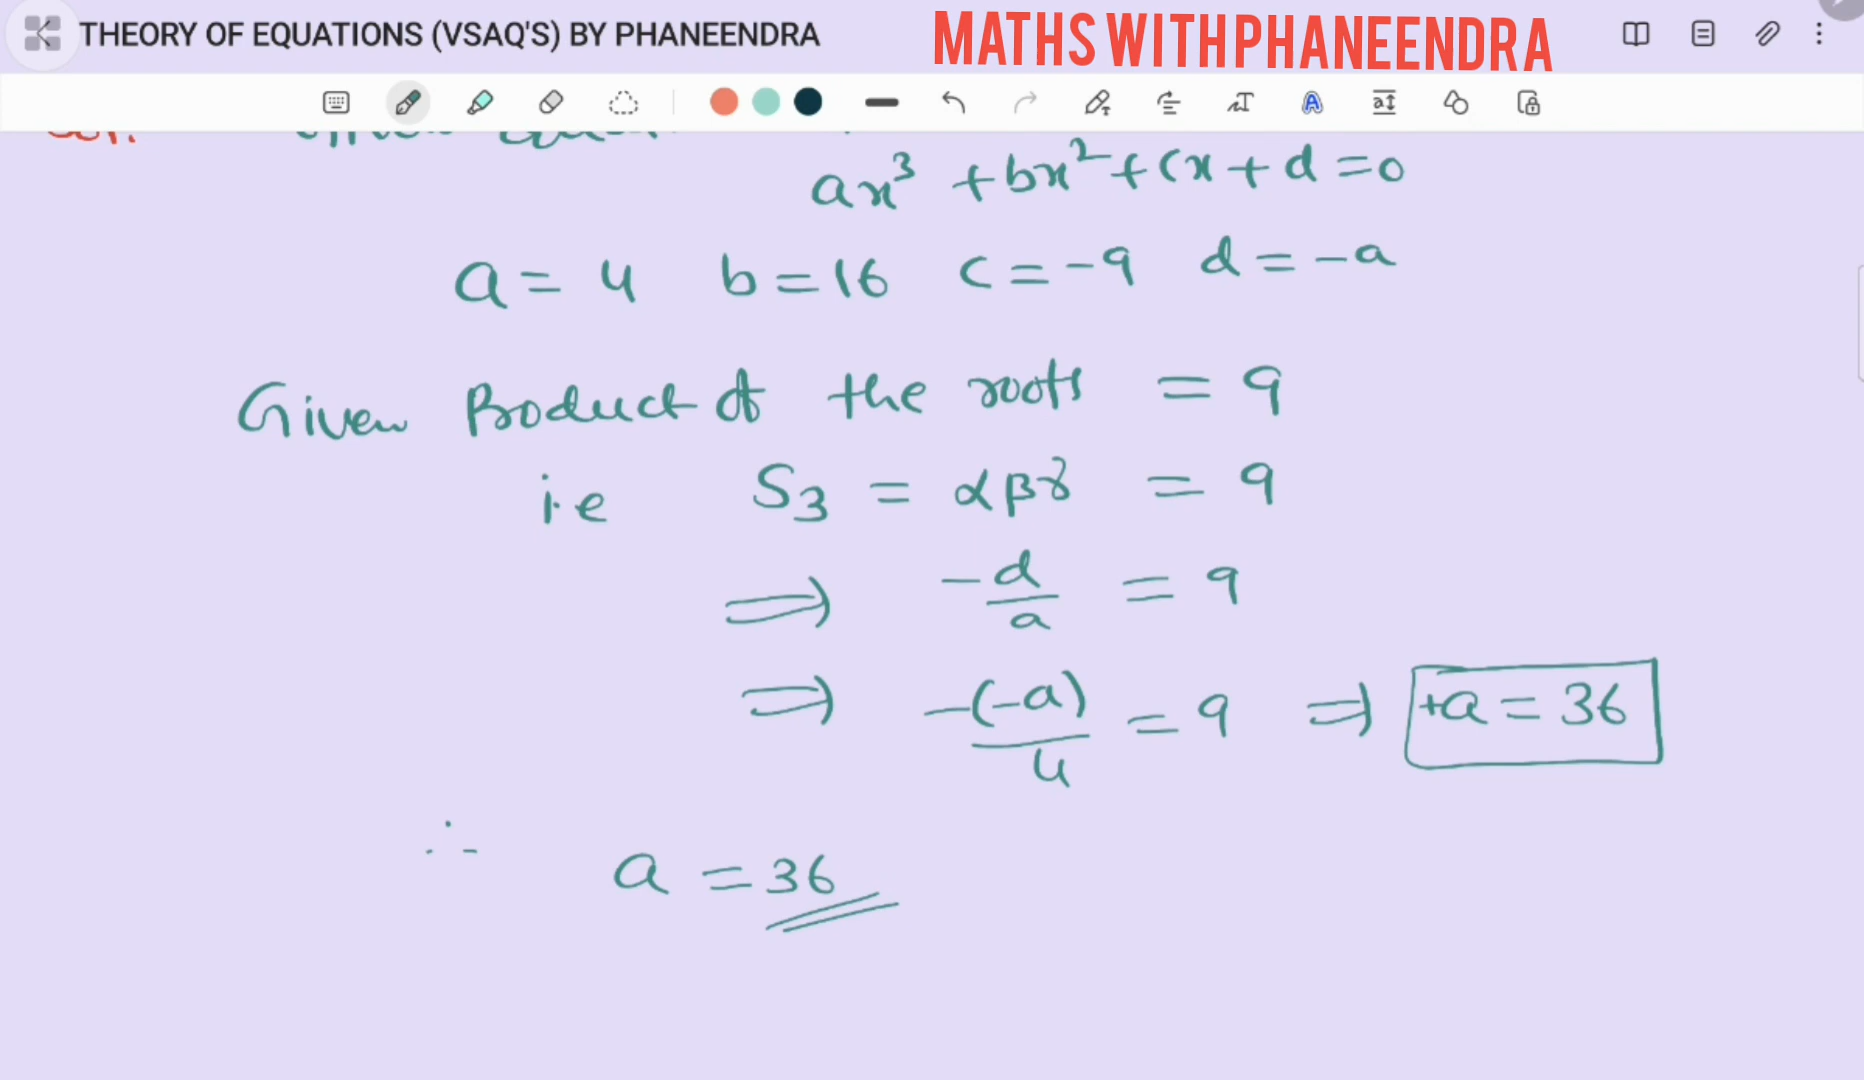 THEORY OF EQUATIONS (VSAQ'S) BY PHANEENDRA
MATHS WITH PHANEENDRA
ax³ + bx² + cx + d = 0
a = 4 b = 16 c = -9 d = -a
Given Product of the roots = 9
i.e S₃ = αβγ = 9
⇒ -d/a = 9
⇒ -(-a)/4 = 9 ⇒ +a = 36
∴ a = 36